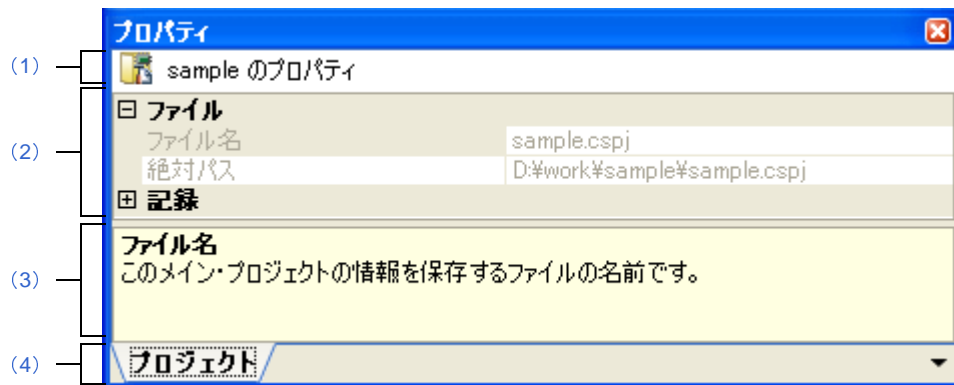 プロパティ
(1)
sample のプロパティ
(2)
ファイル
ファイル名 sample.cspj
絶対パス D:¥work¥sample¥sample.cspj
記録
(3)
ファイル名
このメイン・プロジェクトの情報を保存するファイルの名前です。
(4)
プロジェクト